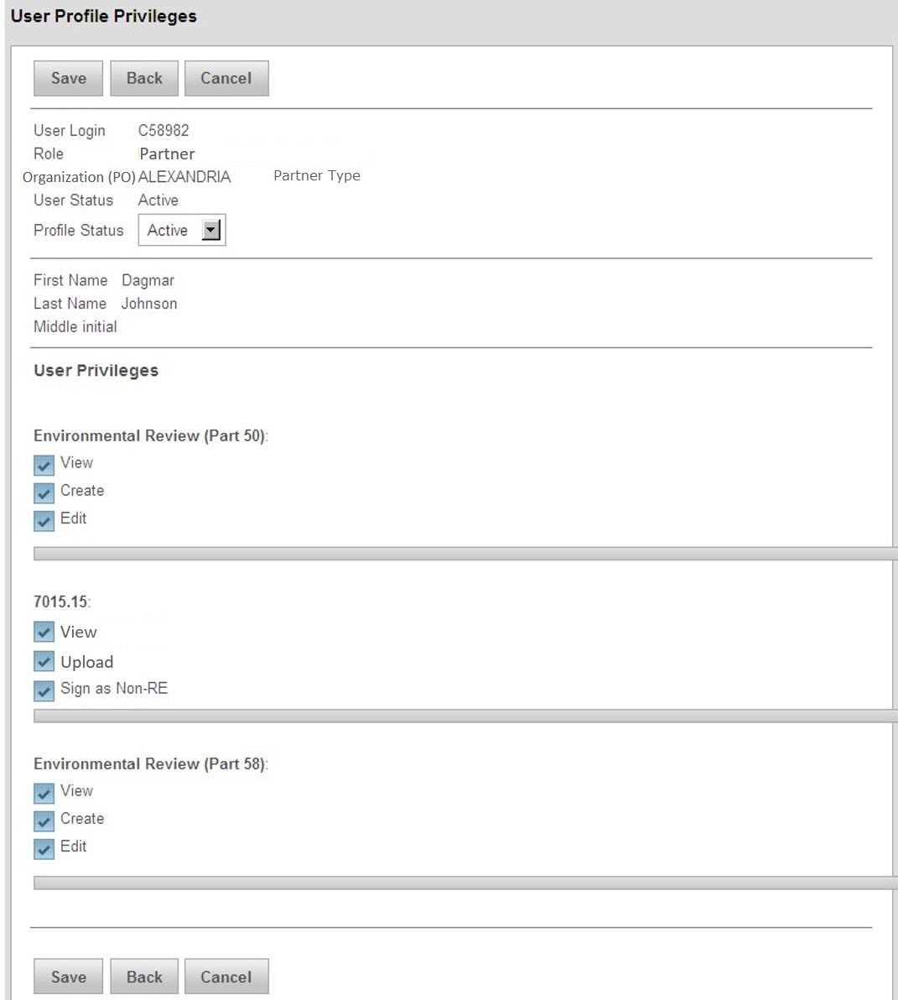 User Profile Privileges
Save Back Cancel
User Login C58982
Role Partner
Organization (PO) ALEXANDRIA Partner Type
User Status Active
Profile Status Active
First Name Dagmar
Last Name Johnson
Middle initial
User Privileges
Environmental Review (Part 50):
View
Create
Edit
7015.15:
View
Upload
Sign as Non-RE
Environmental Review (Part 58):
View
Create
Edit
Save Back Cancel